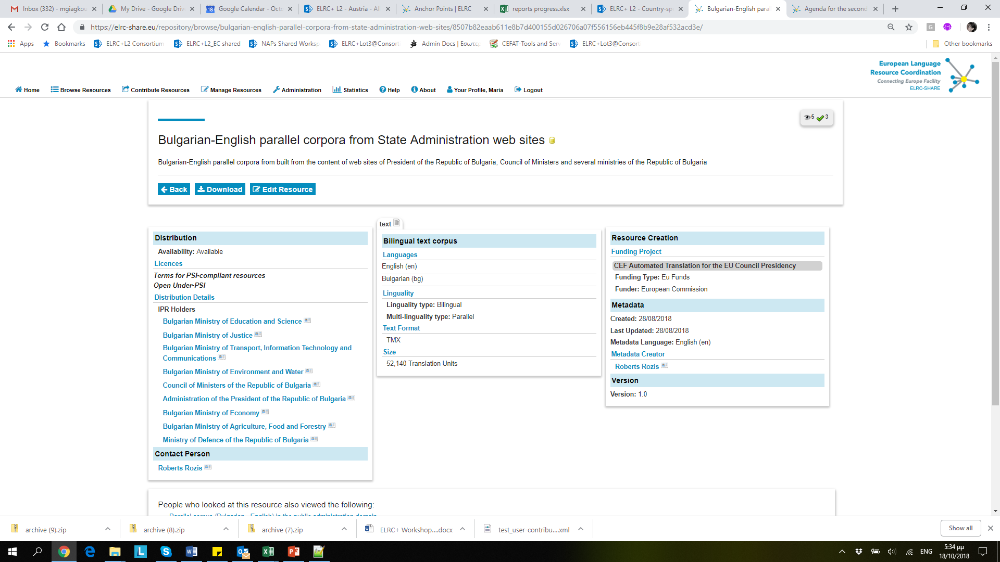 Inbox (332) - mgiagkou
My Drive - Google Driv
Google Calendar - Octo
ELRC+ L2 - Austria - All
Anchor Points | ELRC
reports progress.xlsx
ELRC+ L2 - Country-spe
Bulgarian-English paral
Agenda for the second
https://elrc-share.eu/repository/browse/bulgarian-english-parallel-corpora-from-state-administration-web-sites/8507b82eaab611e8b7d400155d026706a07f556156eb445f8b9e28af532acd3e/
Apps
Bookmarks
ELRC+L2 Consortium
ELRC+L2_EC shared
NAPs Shared Worksp
ELRC+Lot3@Consort
Admin Docs | Εσωτερ
CEFAT-Tools and Serv
ELRC+Lot3@Consort
Other bookmarks
European Language
Resource Coordination
Connecting Europe Facility
ELRC-SHARE
Home
Browse Resources
Contribute Resources
Manage Resources
Administration
Statistics
Help
About
Your Profile, Maria
Logout
5 3
Bulgarian-English parallel corpora from State Administration web sites
Bulgarian-English parallel corpora from built from the content of web sites of President of the Republic of Bulgaria, Council of Ministers and several ministries of the Republic of Bulgaria
Back
Download
Edit Resource
Distribution
Availability: Available
Licences
Terms for PSI-compliant resources
Open Under-PSI
Distribution Details
IPR Holders
Bulgarian Ministry of Education and Science
Bulgarian Ministry of Justice
Bulgarian Ministry of Transport, Information Technology and
Communications
Bulgarian Ministry of Environment and Water
Council of Ministers of the Republic of Bulgaria
Administration of the President of the Republic of Bulgaria
Bulgarian Ministry of Economy
Bulgarian Ministry of Agriculture, Food and Forestry
Ministry of Defence of the Republic of Bulgaria
Contact Person
Roberts Rozis
text
Bilingual text corpus
Languages
English (en)
Bulgarian (bg)
Linguality
Linguality type: Bilingual
Multi-linguality type: Parallel
Text Format
TMX
Size
52,140 Translation Units
Resource Creation
Funding Project
CEF Automated Translation for the EU Council Presidency
Funding Type: Eu Funds
Funder: European Commission
Metadata
Created: 28/08/2018
Last Updated: 28/08/2018
Metadata Language: English (en)
Metadata Creator
Roberts Rozis
Version
Version: 1.0
People who looked at this resource also viewed the following:
Parallel corpus (Bulgarian - English) in the public administration domain
archive (9).zip
archive (8).zip
archive (7).zip
ELRC+ Workshop....docx
test_user-contribu....xml
Show all
ENG
5:34 μμ
18/10/2018